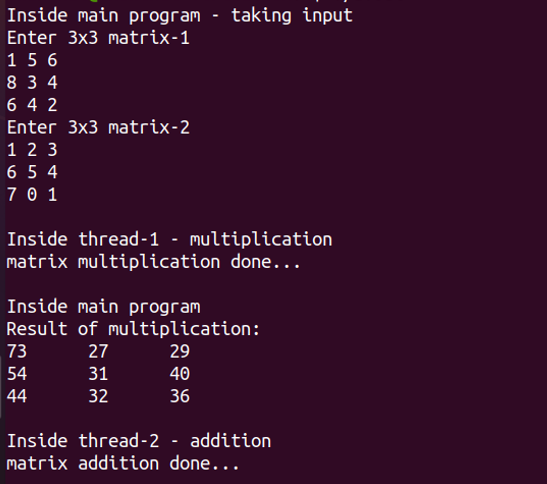 Inside main program - taking input
Enter 3x3 matrix-1
1 5 6
8 3 4
6 4 2
Enter 3x3 matrix-2
1 2 3
6 5 4
7 0 1
Inside thread-1 - multiplication
matrix multiplication done...
Inside main program
Result of multiplication:
73 27 29
54 31 40
44 32 36
Inside thread-2 - addition
matrix addition done...